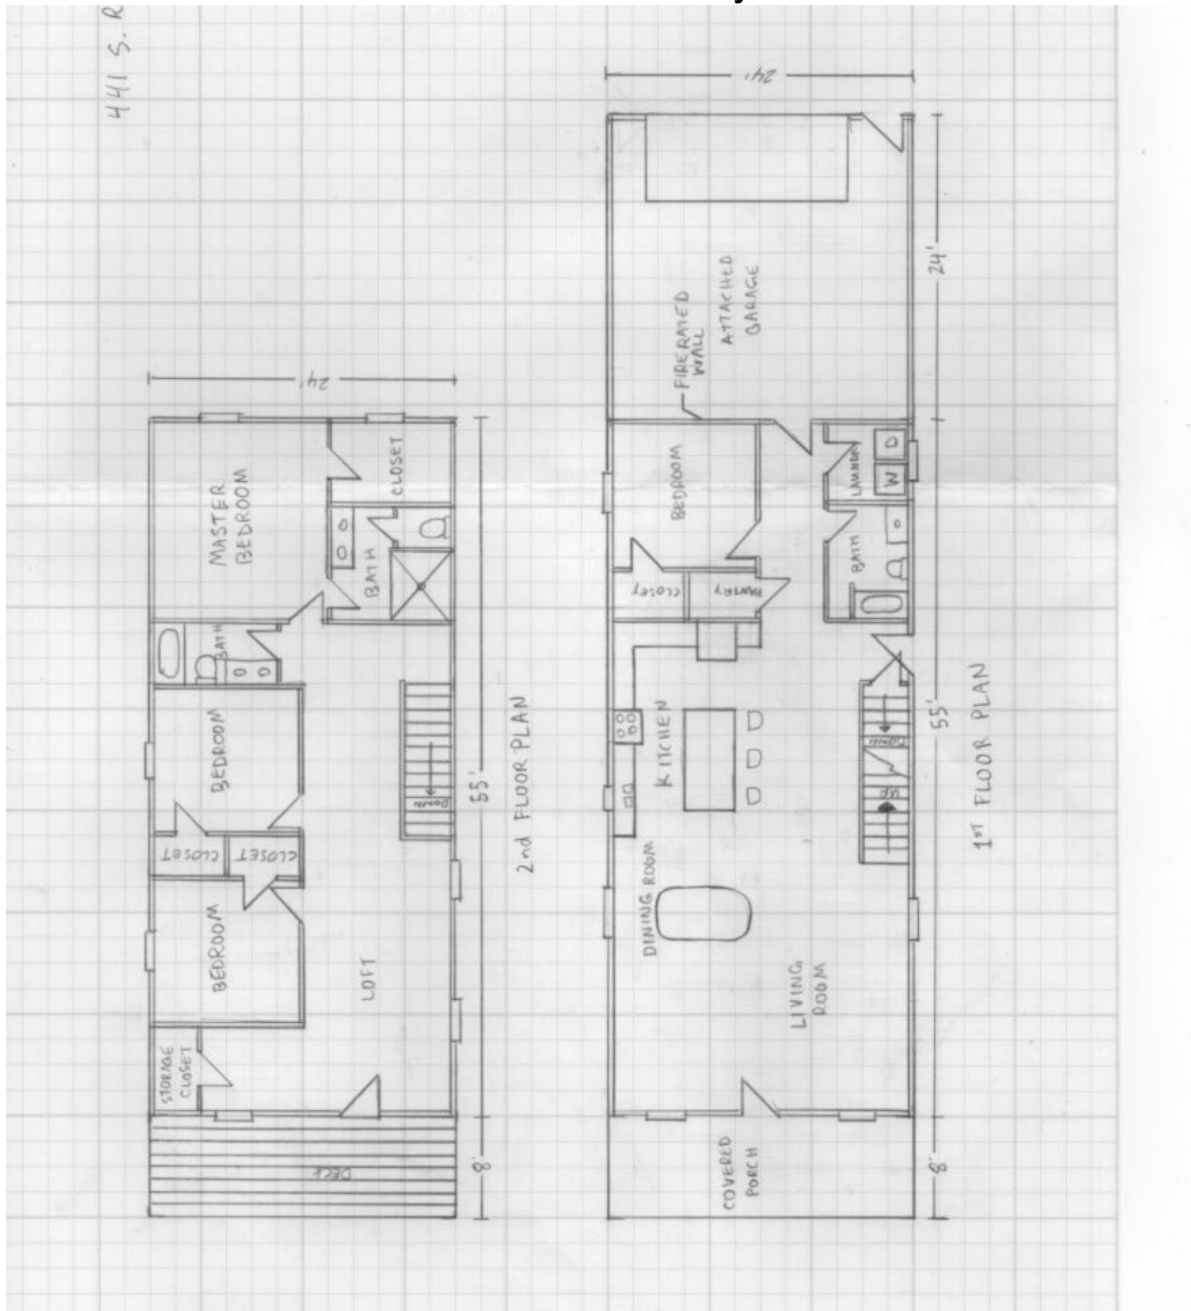 441 S. R
24'
MASTER
BEDROOM
CLOSET
BATH
BATH
BEDROOM
CLOSET
CLOSET
DOWN
BEDROOM
LOFT
STORAGE
CLOSET
DECK
55'
8'
2nd FLOOR PLAN
24'
ATTACHED
GARAGE
FIRERATED
WALL
24'
BEDROOM
LAUNDRY
W
D
CLOSET
PANTRY
BATH
KITCHEN
DOWN
UP
DINING ROOM
LIVING
ROOM
COVERED
PORCH
55'
8'
1ST FLOOR PLAN